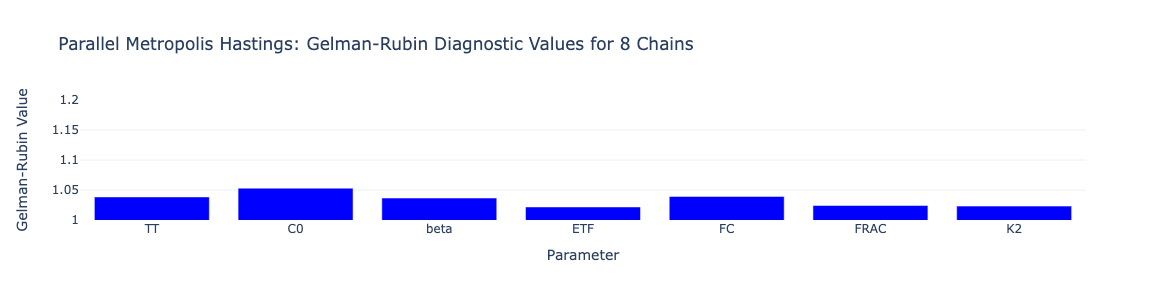 Parallel Metropolis Hastings: Gelman-Rubin Diagnostic Values for 8 Chains
Gelman-Rubin Value
1.2
1.15
1.1
1.05
1
TT C0 beta ETF FC FRAC K2
Parameter